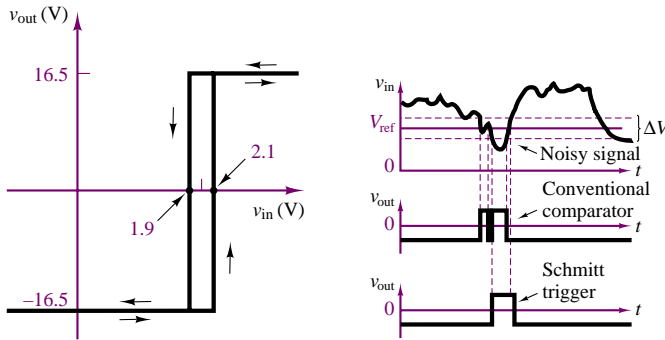 v_out (V)
16.5
2.1
v_in (V)
1.9
–16.5
v_in
V_ref
ΔV
Noisy signal
0
t
v_out
Conventional
comparator
0
t
Schmitt
trigger
v_out
0
t